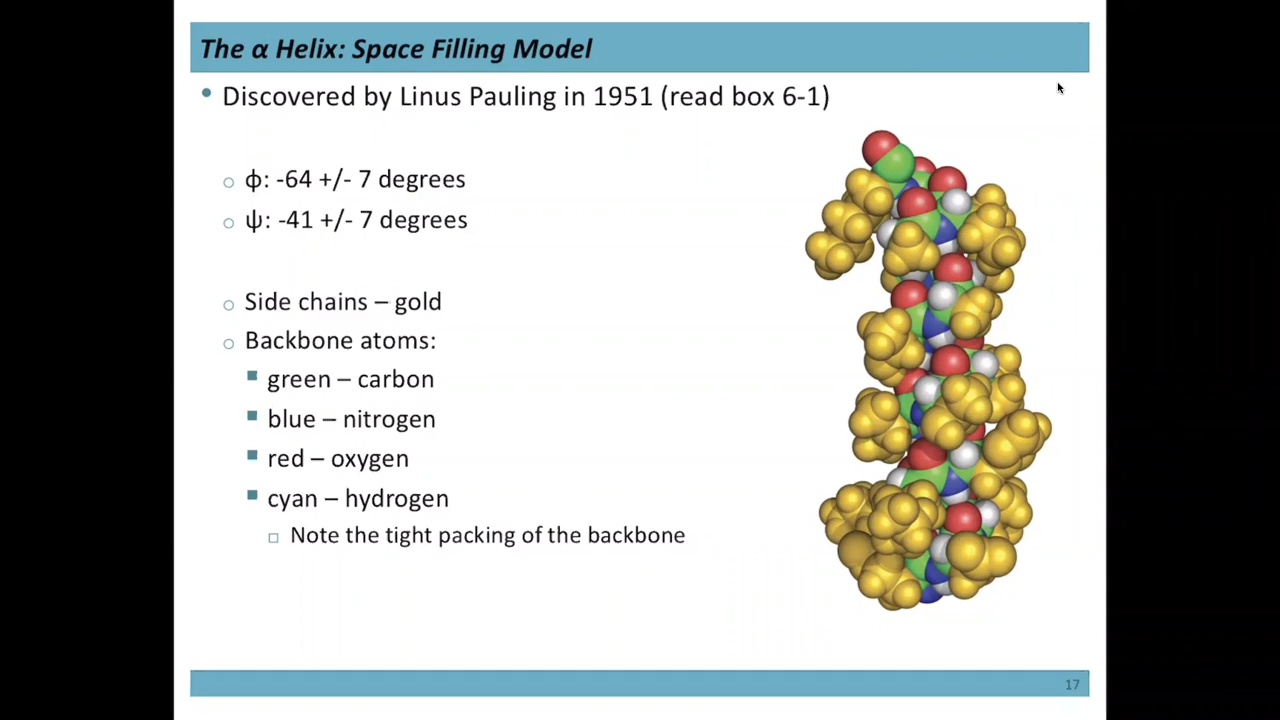 The α Helix: Space Filling Model
• Discovered by Linus Pauling in 1951 (read box 6-1)
○ ϕ: -64 +/- 7 degrees
○ ψ: -41 +/- 7 degrees
○ Side chains – gold
○ Backbone atoms:
▪ green – carbon
▪ blue – nitrogen
▪ red – oxygen
▪ cyan – hydrogen
□ Note the tight packing of the backbone
17